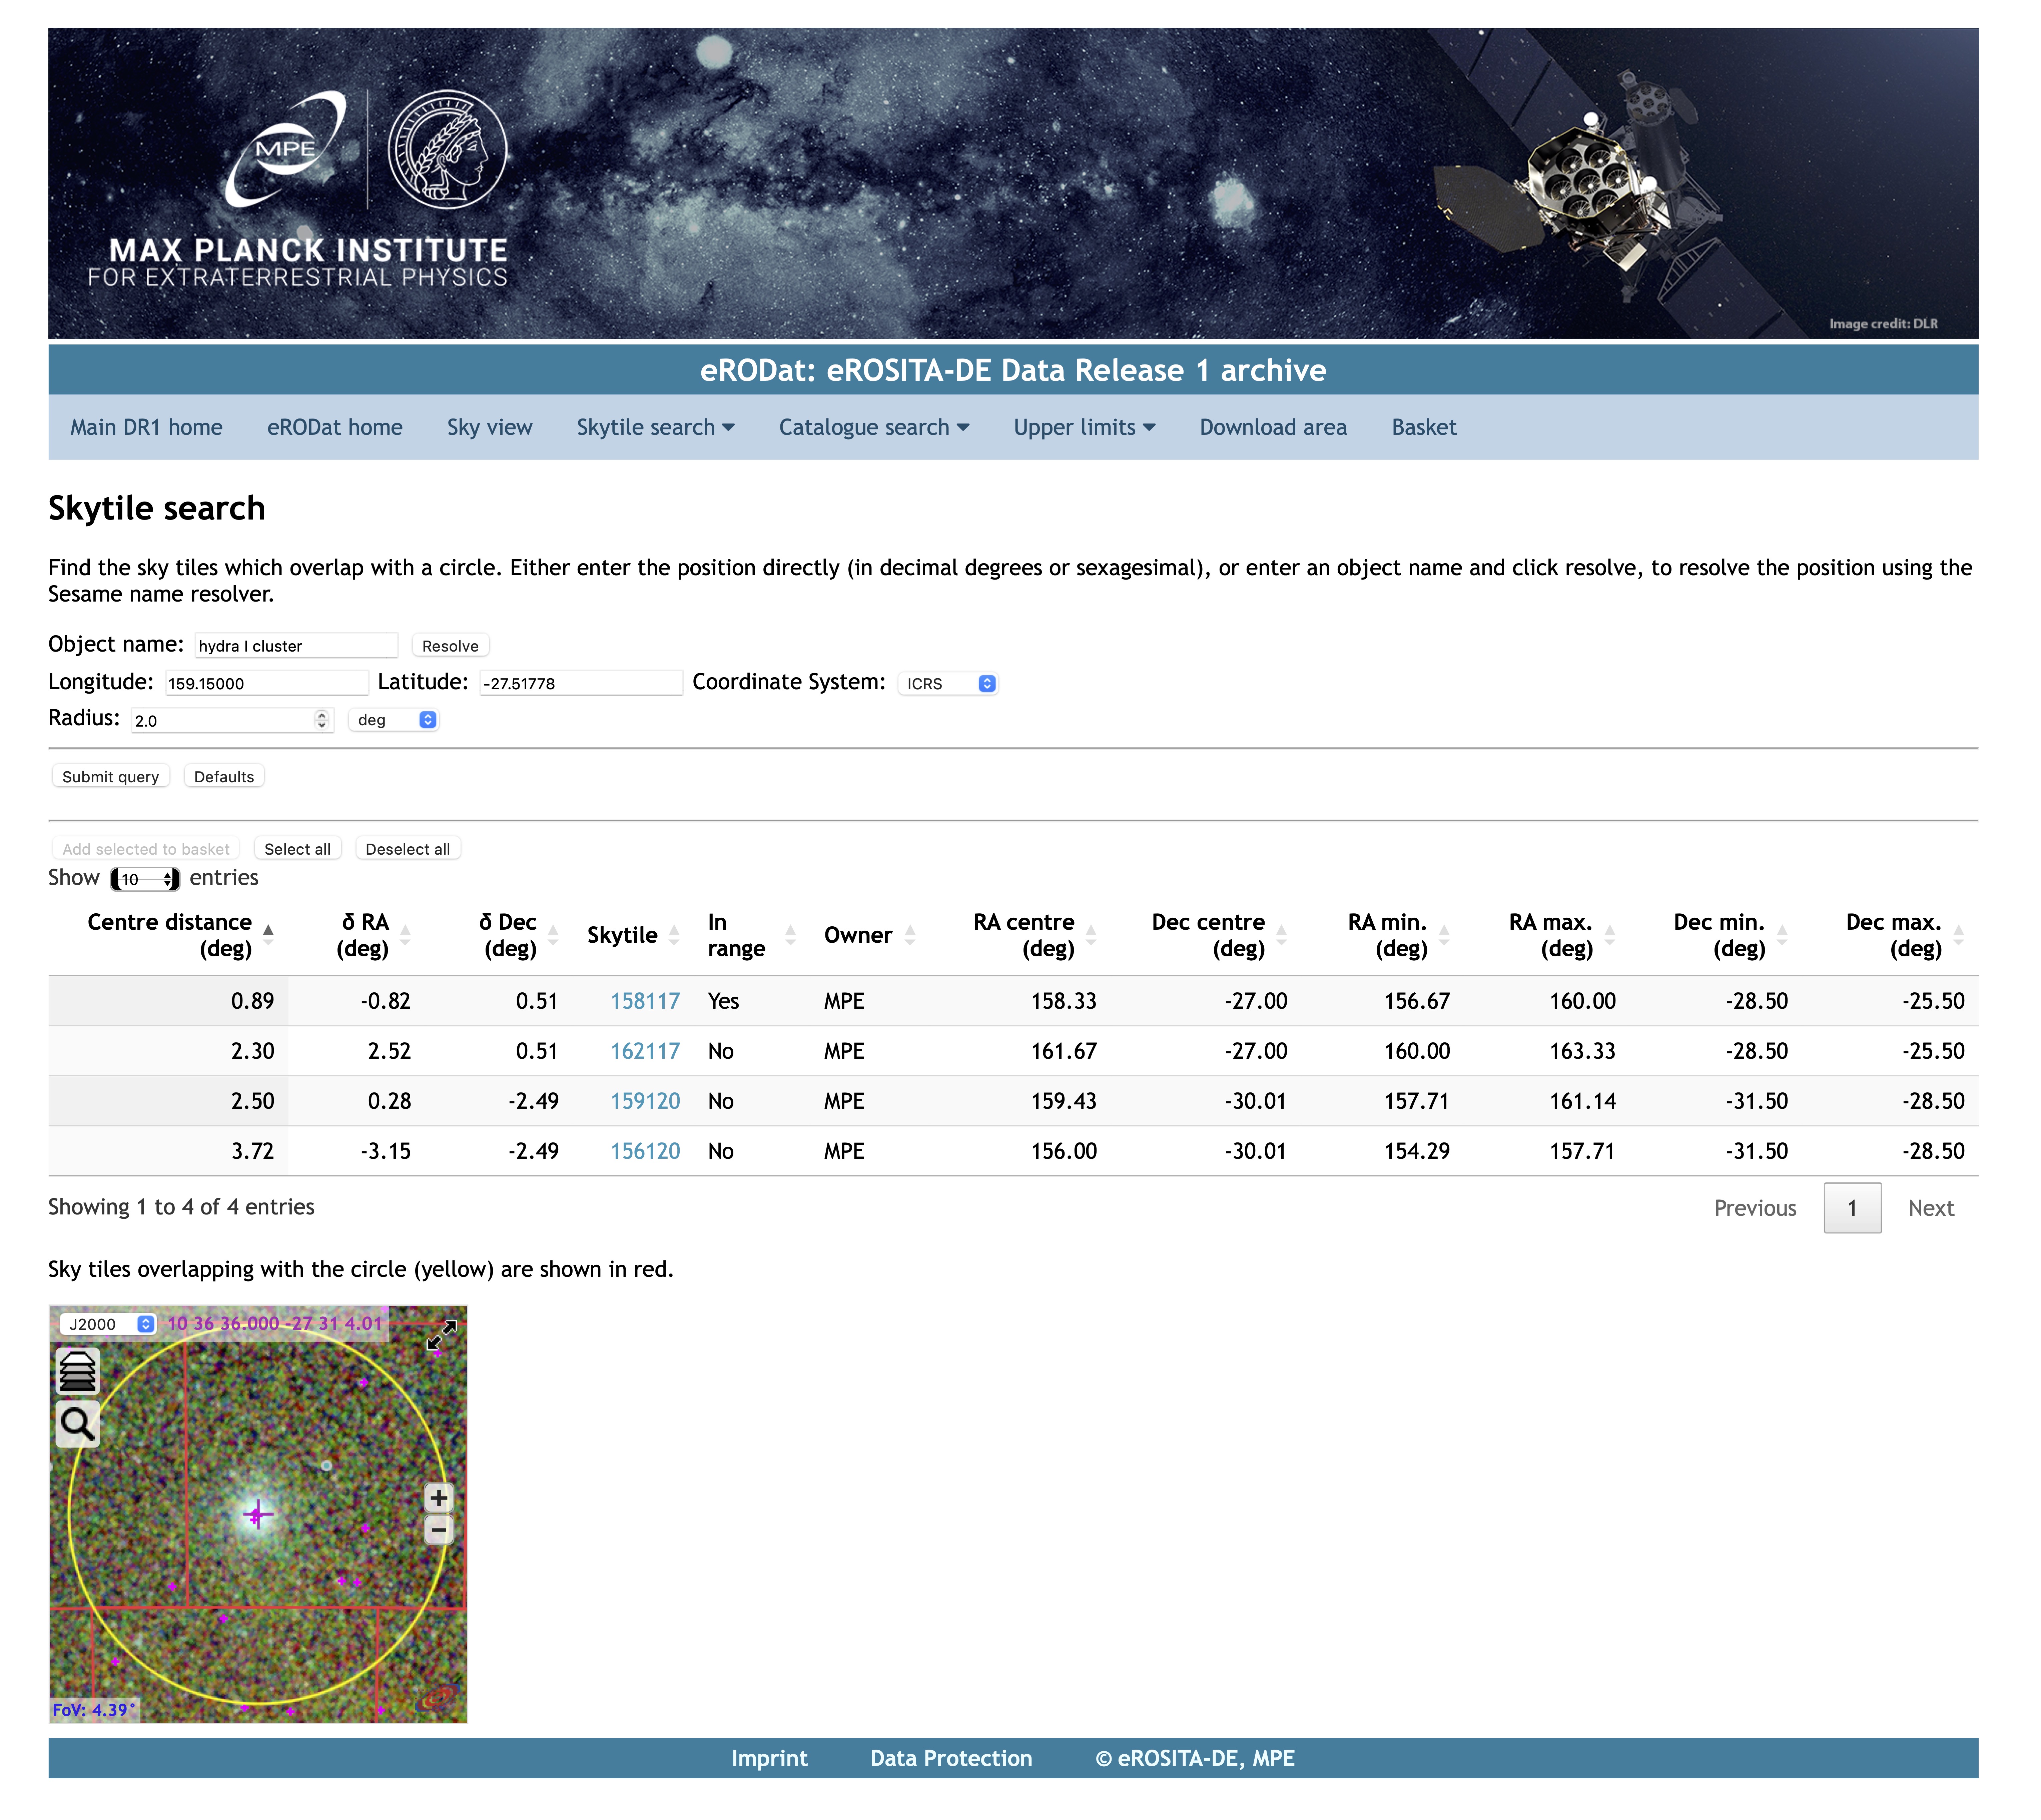 MPE
MAX PLANCK INSTITUTE
FOR EXTRATERRESTRIAL PHYSICS
Image credit: DLR
eRODat: eROSITA-DE Data Release 1 archive
Main DR1 home eRODat home Sky view Skytile search Catalogue search Upper limits Download area Basket
Skytile search
Find the sky tiles which overlap with a circle. Either enter the position directly (in decimal degrees or sexagesimal), or enter an object name and click resolve, to resolve the position using the
Sesame name resolver.
Object name: hydra I cluster Resolve
Longitude: 159.15000 Latitude: -27.51778 Coordinate System: ICRS
Radius: 2.0 deg
Submit query Defaults
Add selected to basket Select all Deselect all
Show 10 entries
Centre distance (deg) δ RA (deg) δ Dec (deg) Skytile In range Owner RA centre (deg) Dec centre (deg) RA min. (deg) RA max. (deg) Dec min. (deg) Dec max. (deg)
0.89 -0.82 0.51 158117 Yes MPE 158.33 -27.00 156.67 160.00 -28.50 -25.50
2.30 2.52 0.51 162117 No MPE 161.67 -27.00 160.00 163.33 -28.50 -25.50
2.50 0.28 -2.49 159120 No MPE 159.43 -30.01 157.71 161.14 -31.50 -28.50
3.72 -3.15 -2.49 156120 No MPE 156.00 -30.01 154.29 157.71 -31.50 -28.50
Showing 1 to 4 of 4 entries Previous 1 Next
Sky tiles overlapping with the circle (yellow) are shown in red.
J2000 10 36 36.000 -27 31 4.01
+
−
FoV: 4.39°
Imprint Data Protection © eROSITA-DE, MPE